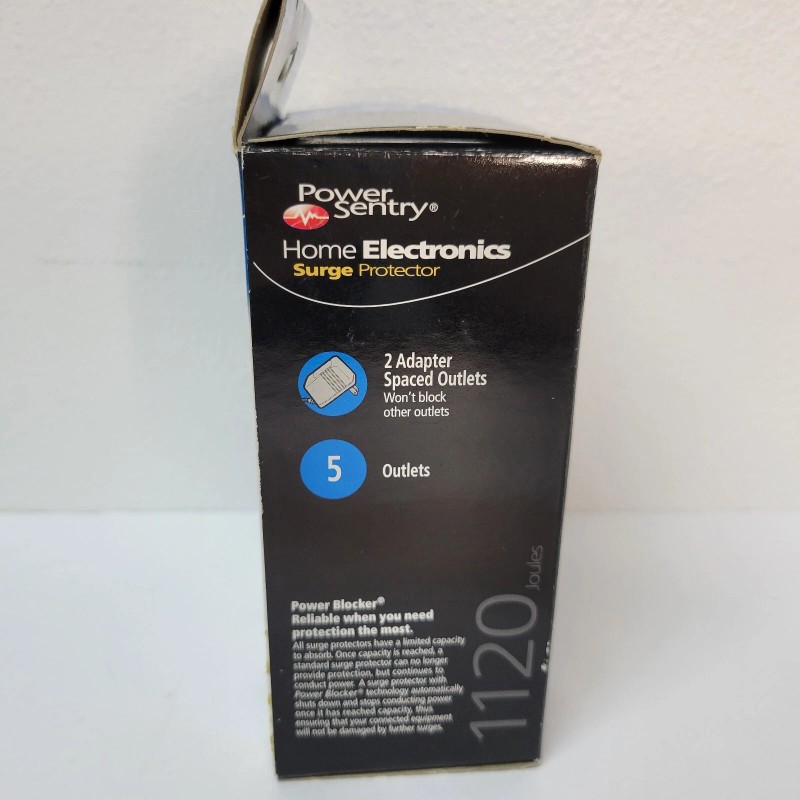 Power
Sentry®
Home Electronics
Surge Protector
2 Adapter
Spaced Outlets
Won't block
other outlets
5
Outlets
Power Blocker®
Reliable when you need
protection the most.
All surge protectors have a limited capacity
to absorb. Once capacity is reached, a
standard surge protector can no longer
provide protection, but continues to
conduct power. A surge protector with
Power Blocker® technology automatically
shuts down and stops conducting power
once it has reached capacity, thus
ensuring that your connected equipment
will not be damaged by further surges.
1120 Joules